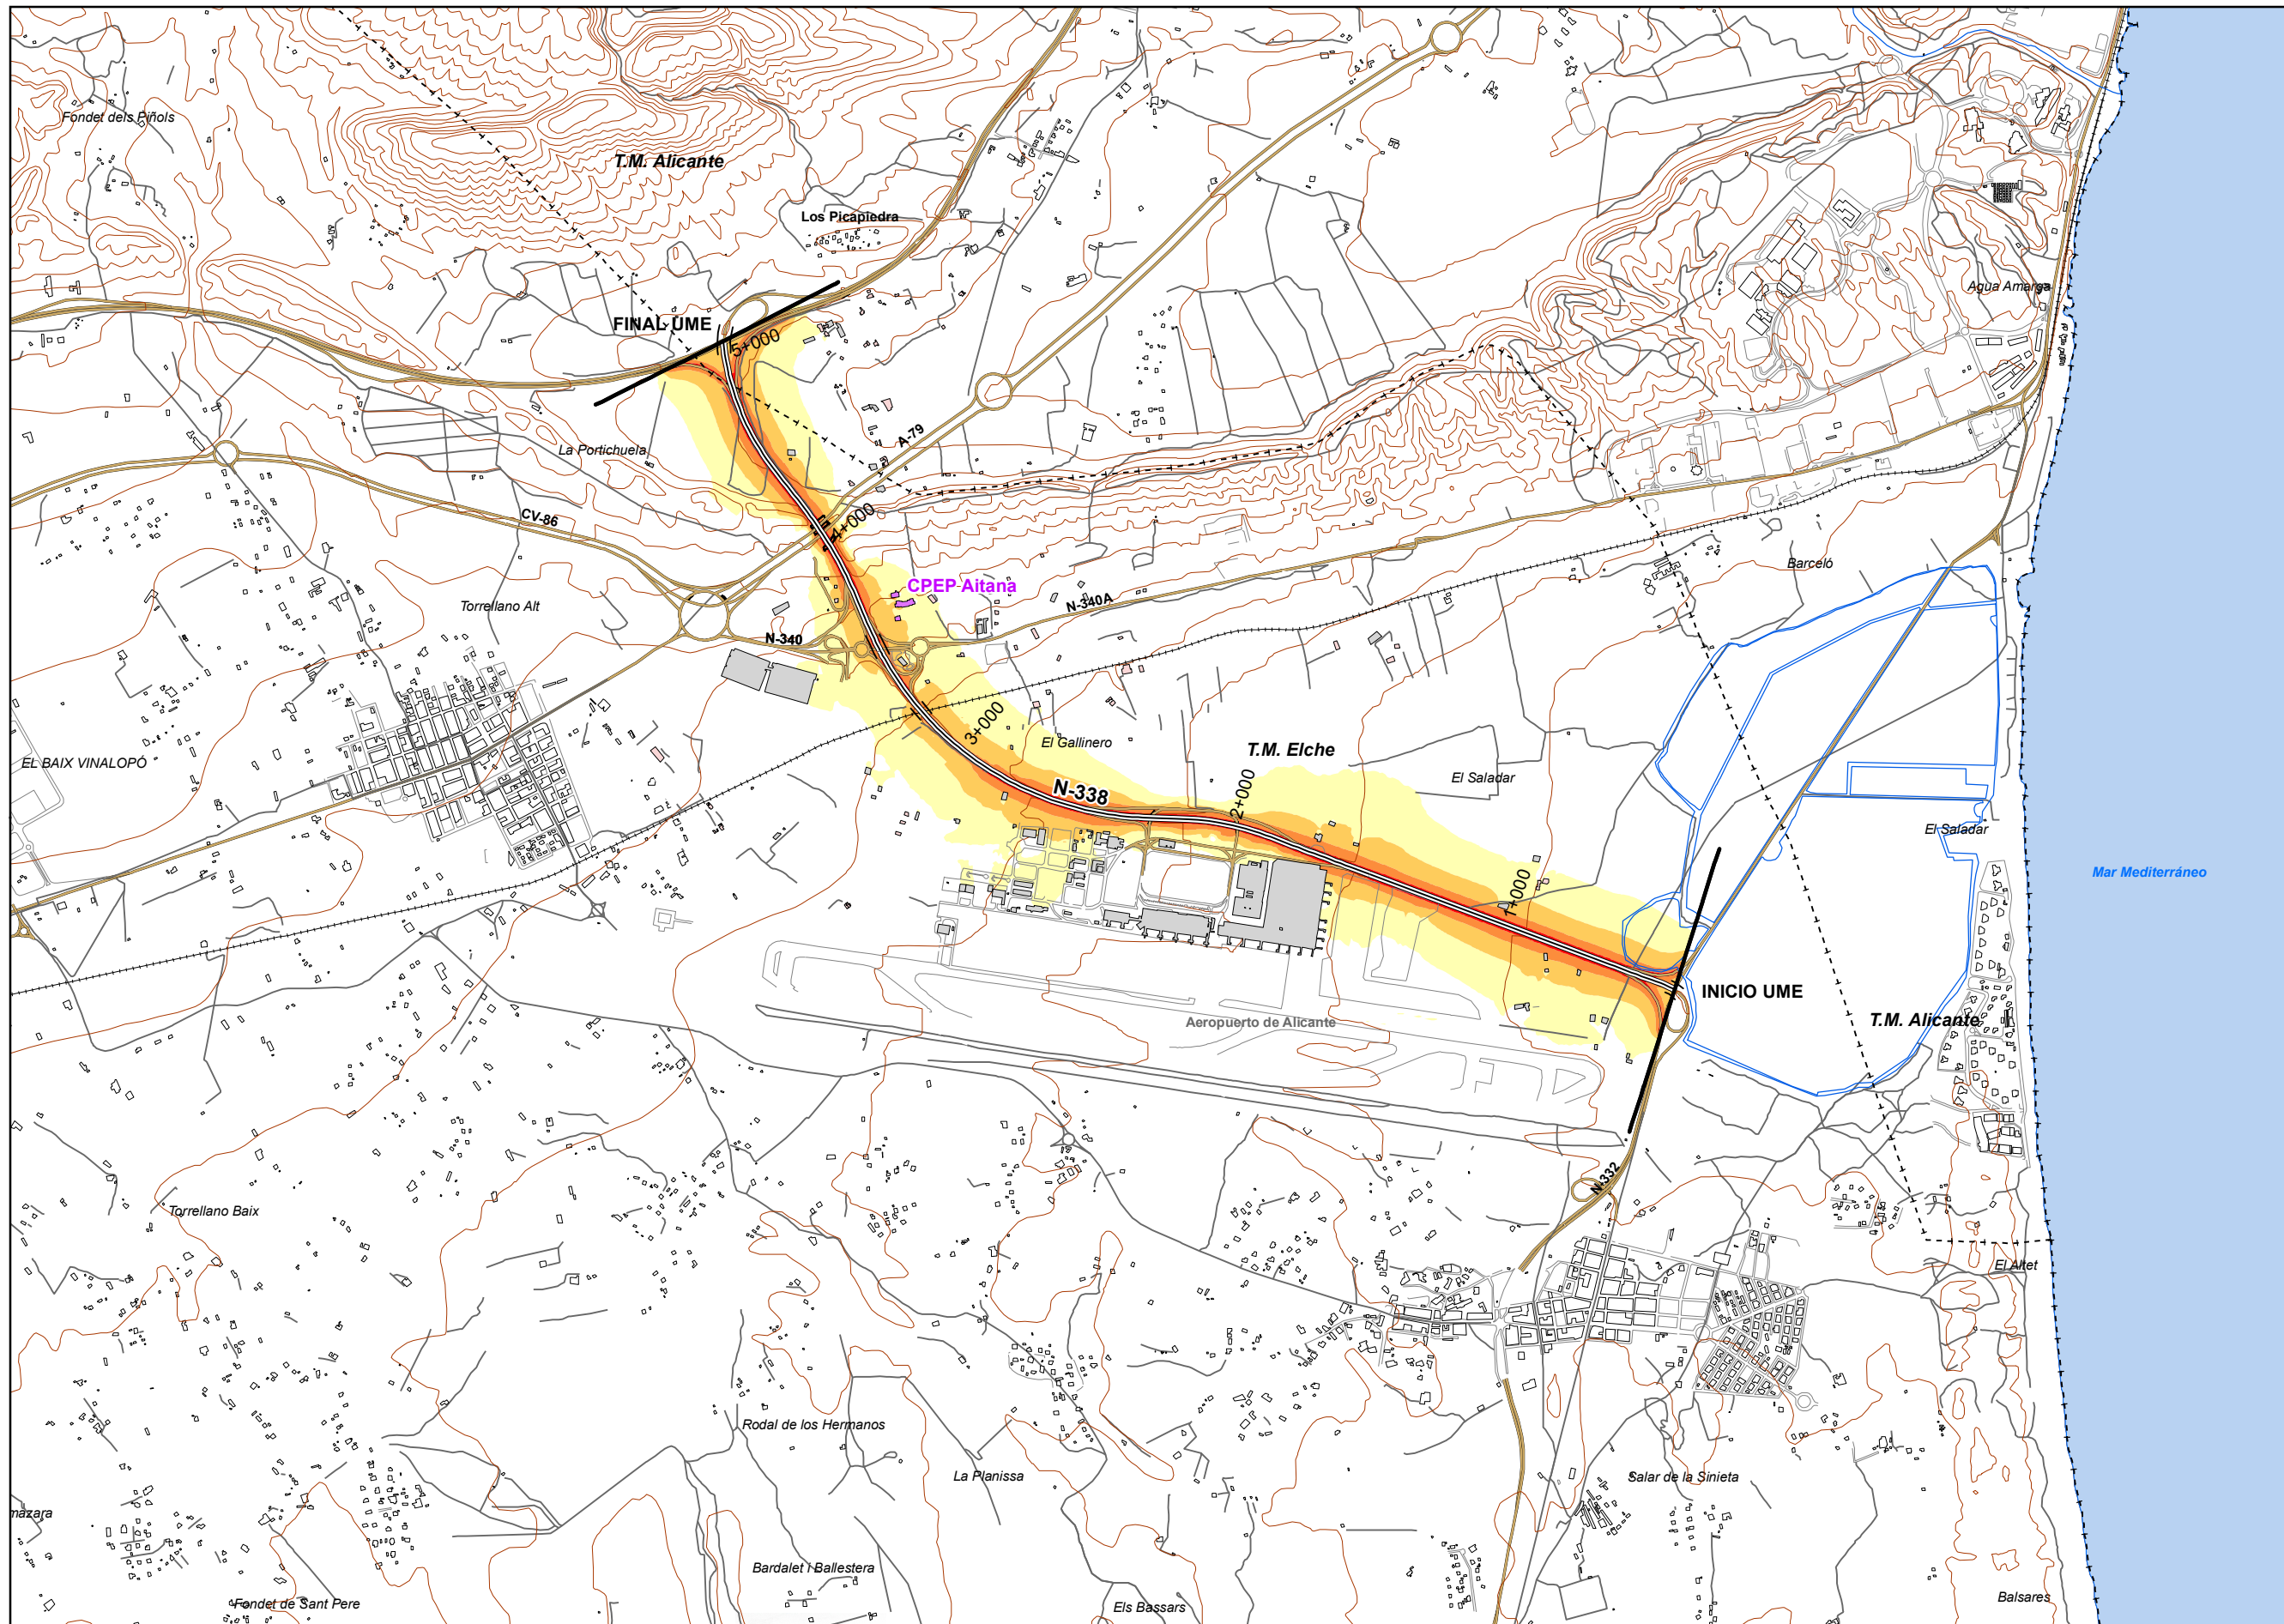 Fondet dels Piñols
T.M. Alicante
Los Picapiedra
Agua Amarga
FINAL UME
5+000
A-79
La Portichuela
4+000
CV-86
Barceló
CPEP Aitana
N-340A
Torrellano Alt
N-340
3+000
El Gallinero
T.M. Elche
EL BAIX VINALOPÓ
El Saladar
N-338
2+000
El Saladar
Mar Mediterráneo
1+000
INICIO UME
Aeropuerto de Alicante
T.M. Alicante
N-332
Torrellano Baix
El Altet
Rodal de los Hermanos
La Planissa
Salar de la Sinieta
mazara
Bardalet i Ballestera
Fondet de Sant Pere
Els Bassars
Balsares